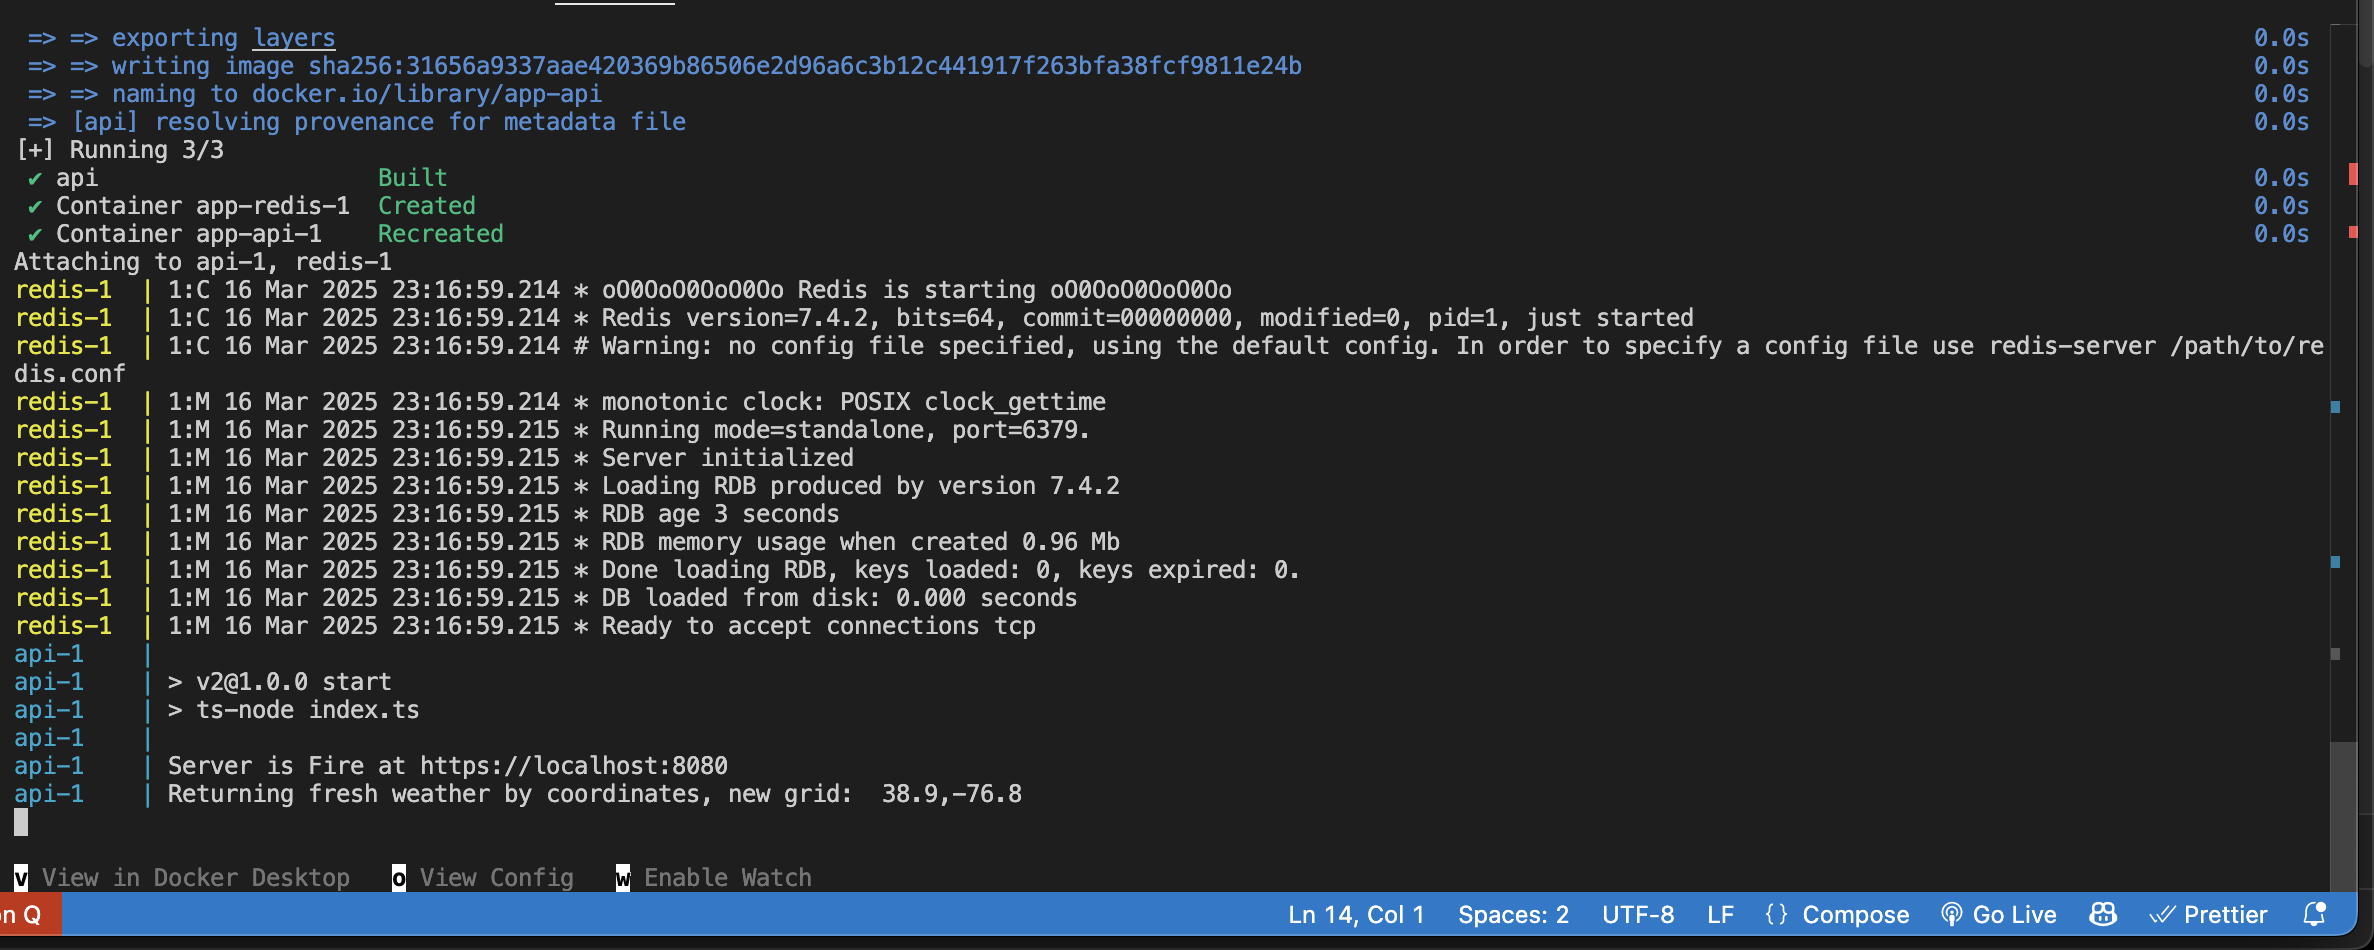 => => exporting layers 0.0s
=> => writing image sha256:31656a9337aae420369b86506e2d96a6c3b12c441917f263bfa38fcf9811e24b 0.0s
=> => naming to docker.io/library/app-api 0.0s
=> [api] resolving provenance for metadata file 0.0s
[+] Running 3/3
✔ api Built 0.0s
✔ Container app-redis-1 Created 0.0s
✔ Container app-api-1 Recreated 0.0s
Attaching to api-1, redis-1
redis-1 | 1:C 16 Mar 2025 23:16:59.214 * oO0OoO0OoO0Oo Redis is starting oO0OoO0OoO0Oo
redis-1 | 1:C 16 Mar 2025 23:16:59.214 * Redis version=7.4.2, bits=64, commit=00000000, modified=0, pid=1, just started
redis-1 | 1:C 16 Mar 2025 23:16:59.214 # Warning: no config file specified, using the default config. In order to specify a config file use redis-server /path/to/re
dis.conf
redis-1 | 1:M 16 Mar 2025 23:16:59.214 * monotonic clock: POSIX clock_gettime
redis-1 | 1:M 16 Mar 2025 23:16:59.215 * Running mode=standalone, port=6379.
redis-1 | 1:M 16 Mar 2025 23:16:59.215 * Server initialized
redis-1 | 1:M 16 Mar 2025 23:16:59.215 * Loading RDB produced by version 7.4.2
redis-1 | 1:M 16 Mar 2025 23:16:59.215 * RDB age 3 seconds
redis-1 | 1:M 16 Mar 2025 23:16:59.215 * RDB memory usage when created 0.96 Mb
redis-1 | 1:M 16 Mar 2025 23:16:59.215 * Done loading RDB, keys loaded: 0, keys expired: 0.
redis-1 | 1:M 16 Mar 2025 23:16:59.215 * DB loaded from disk: 0.000 seconds
redis-1 | 1:M 16 Mar 2025 23:16:59.215 * Ready to accept connections tcp
api-1 |
api-1 | > v2@1.0.0 start
api-1 | > ts-node index.ts
api-1 |
api-1 | Server is Fire at https://localhost:8080
api-1 | Returning fresh weather by coordinates, new grid:  38.9,-76.8
v View in Docker Desktop o View Config w Enable Watch
on Q Ln 14, Col 1 Spaces: 2 UTF-8 LF {} Compose Go Live Prettier